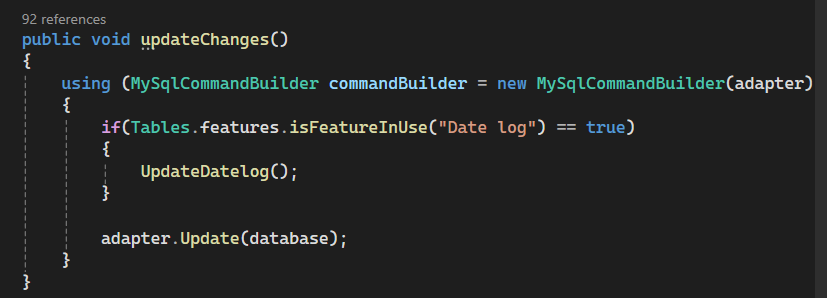 92 references
public void updateChanges()
{
using (MySqlCommandBuilder commandBuilder = new MySqlCommandBuilder(adapter))
{
if(Tables.features.isFeatureInUse("Date log") == true)
{
UpdateDatelog();
}
adapter.Update(database);
}
}